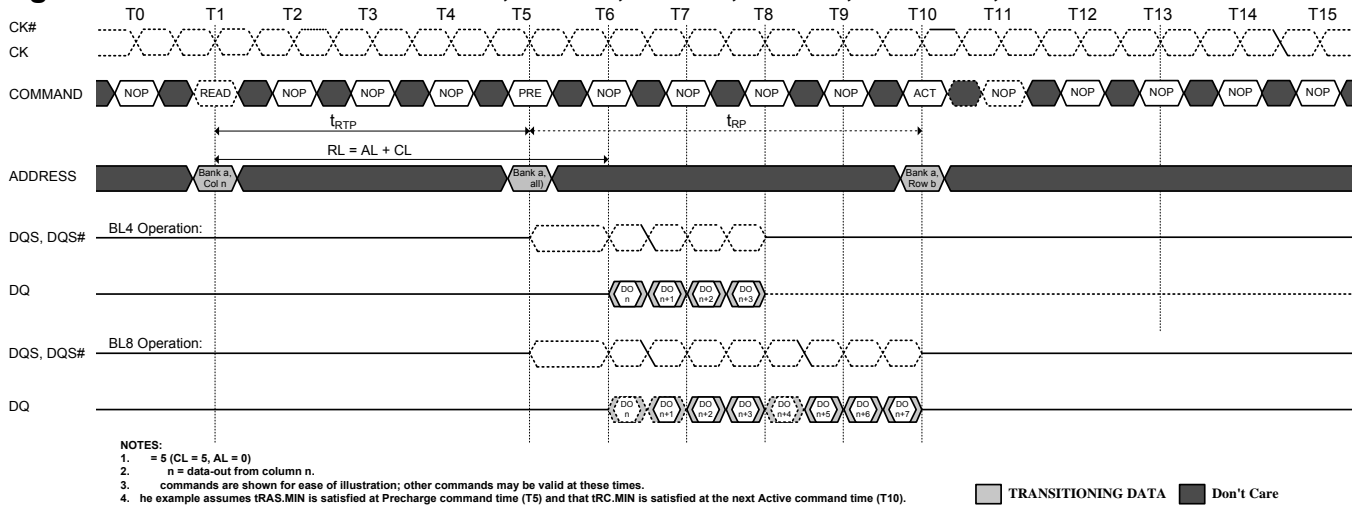 T0 T1 T2 T3 T4 T5 T6 T7 T8 T9 T10 T11 T12 T13 T14 T15
CK#
CK
COMMAND NOP READ NOP NOP NOP PRE NOP NOP NOP NOP ACT NOP NOP NOP NOP NOP
tRTP tRP
RL = AL + CL
ADDRESS
Bank a, Col n
Bank a, all)
Bank a, Row b
BL4 Operation:
DQS, DQS#
DQ
DO n DO n+1 DO n+2 DO n+3
BL8 Operation:
DQS, DQS#
DQ
DO n DO n+1 DO n+2 DO n+3 DO n+4 DO n+5 DO n+6 DO n+7
NOTES:
1. = 5 (CL = 5, AL = 0)
2. n = data-out from column n.
3. commands are shown for ease of illustration; other commands may be valid at these times.
4. he example assumes tRAS.MIN is satisfied at Precharge command time (T5) and that tRC.MIN is satisfied at the next Active command time (T10).
TRANSITIONING DATA Don't Care